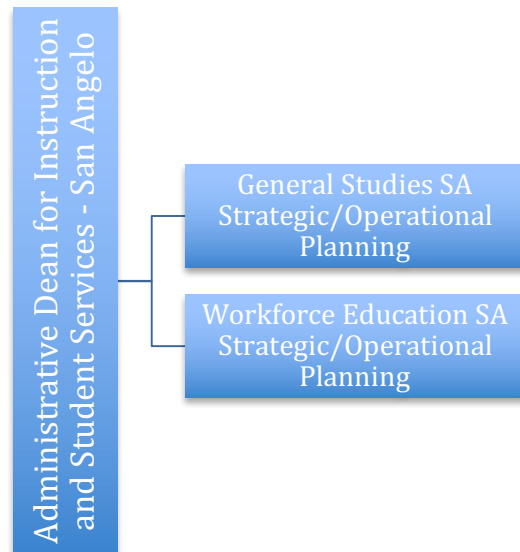 Administrative Dean for Instruction
and Student Services - San Angelo
General Studies SA
Strategic/Operational
Planning
Workforce Education SA
Strategic/Operational
Planning